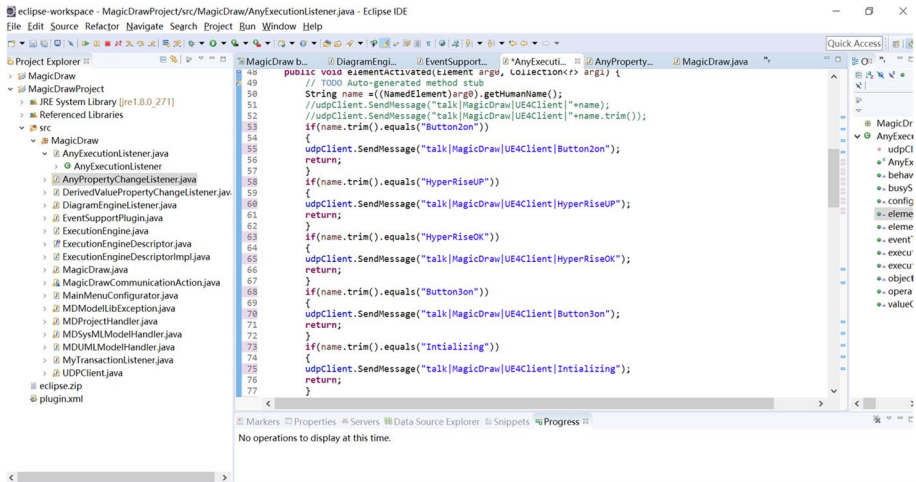 eclipse-workspace - MagicDrawProject/src/MagicDraw/AnyExecutionListener.java - Eclipse IDE
File Edit Source Refactor Navigate Search Project Run Window Help
Quick Access
Project Explorer
MagicDraw b... DiagramEngi... EventSupport... *AnyExecuti... AnyProperty... MagicDraw.java
MagicDraw
MagicDrawProject
JRE System Library [jre1.8.0_271]
Referenced Libraries
src
MagicDraw
AnyExecutionListener.java
AnyExecutionListener
AnyPropertyChangeListener.java
DerivedValuePropertyChangeListener.jav
DiagramEngineListener.java
EventSupportPlugin.java
ExecutionEngine.java
ExecutionEngineDescriptor.java
ExecutionEngineDescriptorImpl.java
MagicDraw.java
MagicDrawCommunicationAction.java
MainMenuConfigurator.java
MDModelLibException.java
MDProjectHandler.java
MDSysMLModelHandler.java
MDUMLModelHandler.java
MyTransactionListener.java
UDPClient.java
eclipse.zip
plugin.xml
48 public void elementActivated(Element arg0, Collection<?> arg1) {
49 // TODO Auto-generated method stub
50 String name =((NamedElement)arg0).getHumanName();
51 //udpClient.SendMessage("talk|MagicDraw|UE4Client|"+name);
52 //udpClient.SendMessage("talk|MagicDraw|UE4Client|"+name.trim());
53 if(name.trim().equals("Button2on"))
54 {
55 udpClient.SendMessage("talk|MagicDraw|UE4Client|Button2on");
56 return;
57 }
58 if(name.trim().equals("HyperRiseUP"))
59 {
60 udpClient.SendMessage("talk|MagicDraw|UE4Client|HyperRiseUP");
61 return;
62 }
63 if(name.trim().equals("HyperRiseOK"))
64 {
65 udpClient.SendMessage("talk|MagicDraw|UE4Client|HyperRiseOK");
66 return;
67 }
68 if(name.trim().equals("Button3on"))
69 {
70 udpClient.SendMessage("talk|MagicDraw|UE4Client|Button3on");
71 return;
72 }
73 if(name.trim().equals("Intializing"))
74 {
75 udpClient.SendMessage("talk|MagicDraw|UE4Client|Intializing");
76 return;
77 }
MagicDr
AnyExec
udpCl
AnyEx
behav
busyS
config
eleme
eleme
event
execu
execu
object
opera
valueC
Markers Properties Servers Data Source Explorer Snippets Progress
No operations to display at this time.